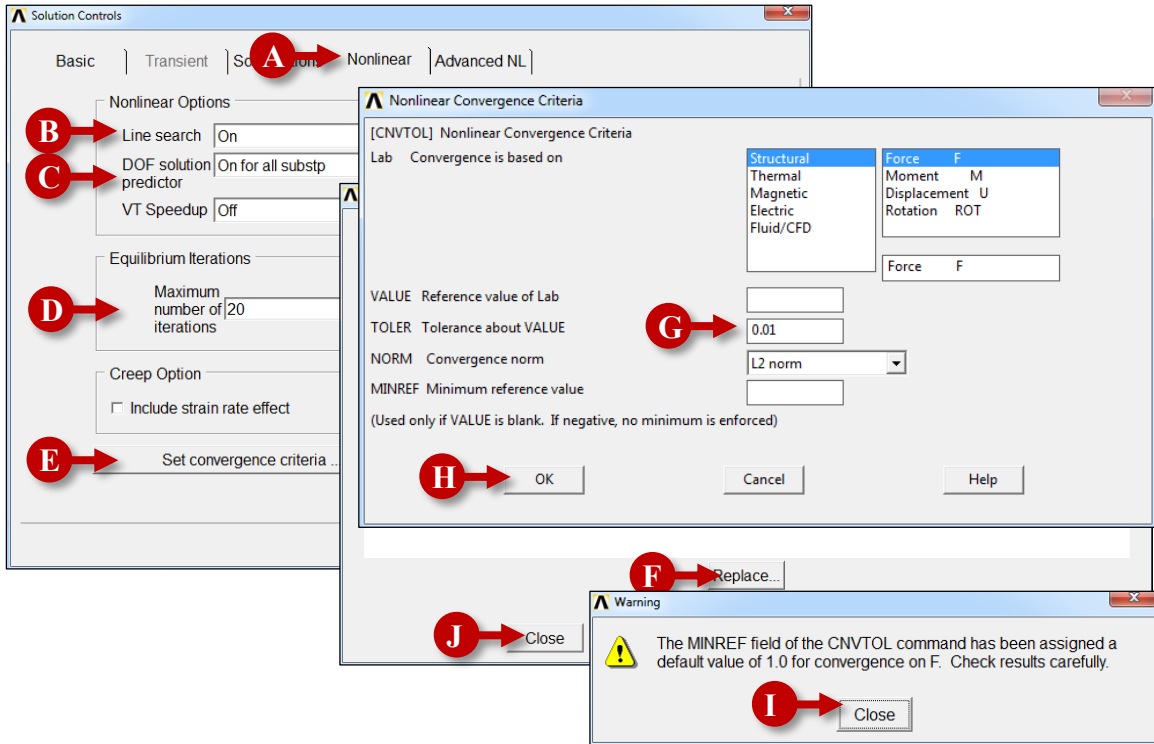 Solution Controls
Basic
Transient
A
Nonlinear
Advanced NL
Nonlinear Options
B
Line search
On
C
DOF solution predictor
On for all substp
VT Speedup
Off
Equilibrium Iterations
D
Maximum number of iterations
20
Creep Option
Include strain rate effect
E
Set convergence criteria ..
Nonlinear Convergence Criteria
[CNVTOL] Nonlinear Convergence Criteria
Lab Convergence is based on
Structural
Thermal
Magnetic
Electric
Fluid/CFD
Force F
Moment M
Displacement U
Rotation ROT
Force F
VALUE Reference value of Lab
TOLER Tolerance about VALUE
G
0.01
NORM Convergence norm
L2 norm
MINREF Minimum reference value
(Used only if VALUE is blank. If negative, no minimum is enforced)
H
OK
Cancel
Help
F
Replace...
J
Close
Warning
The MINREF field of the CNVTOL command has been assigned a
default value of 1.0 for convergence on F. Check results carefully.
I
Close